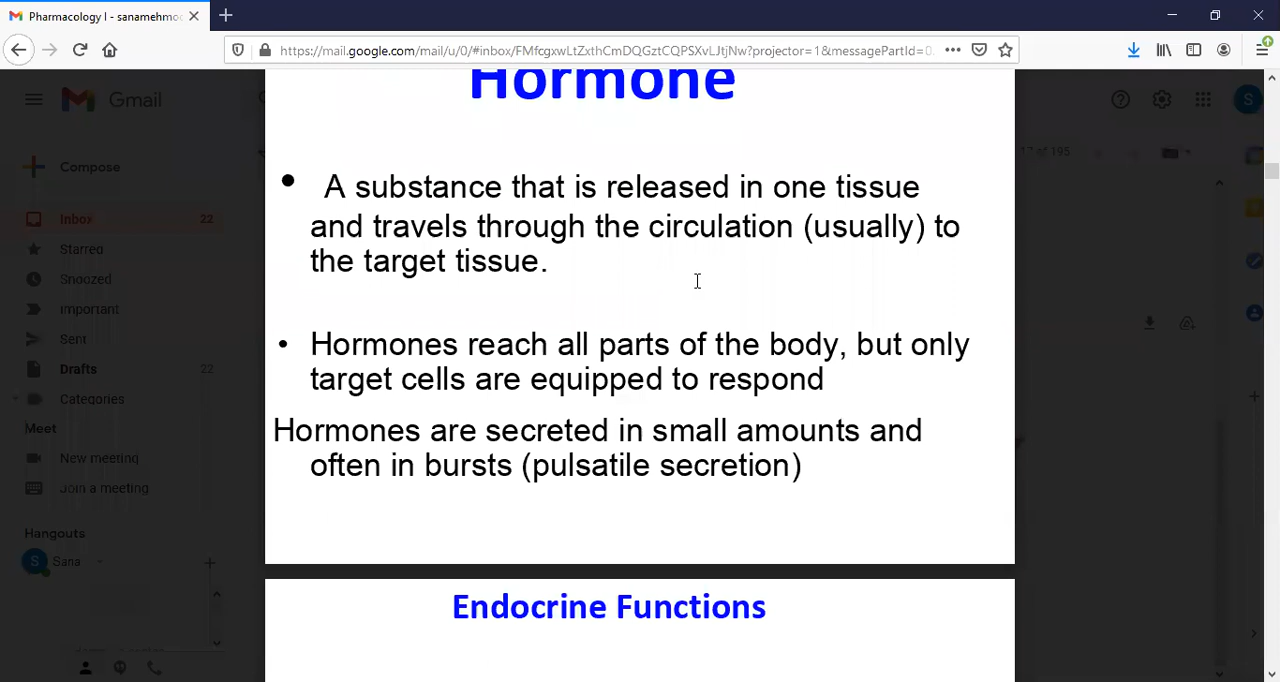 Pharmacology I - sanamehmoo
https://mail.google.com/mail/u/0/#inbox/FMfcgxwLtZxthCmDQGztCQPSXvLJtjNw?projector=1&messagePartId=0.
Gmail
S
Compose
Inbox 22
Starred
Snoozed
Important
Sent
Drafts 22
Categories
Meet
New meeting
Join a meeting
Hangouts
S Sana
of 195
Hormone
• A substance that is released in one tissue
and travels through the circulation (usually) to
the target tissue.
• Hormones reach all parts of the body, but only
target cells are equipped to respond
Hormones are secreted in small amounts and
often in bursts (pulsatile secretion)
Endocrine Functions